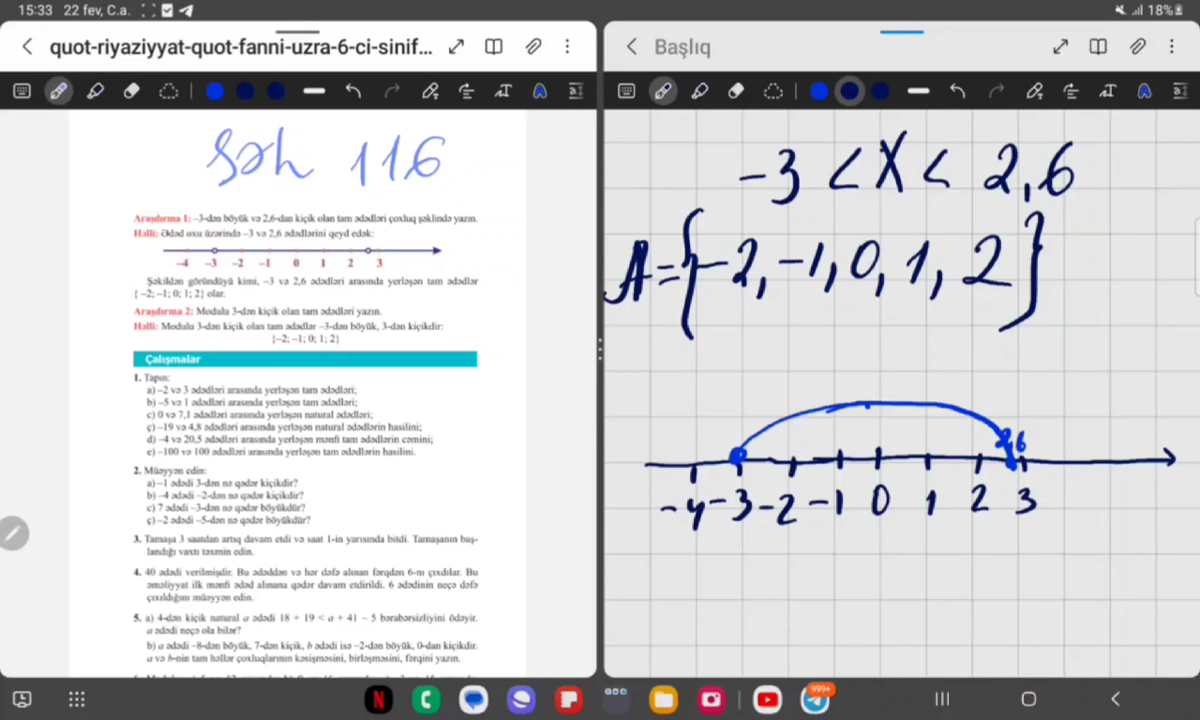 15:33 22 fev, C.a. 18%
quot-riyaziyyat-quot-fanni-uzra-6-ci-sinif...
Səh 116
Araşdırma 1: –3-dən böyük və 2,6-dan kiçik olan tam ədədləri çoxluq şəklində yazın.
Həlli: Ədəd oxu üzərində –3 və 2,6 ədədlərini qeyd edək:
–4 –3 –2 –1 0 1 2 3
Şəkildən göründüyü kimi, –3 və 2,6 ədədləri arasında yerləşən tam ədədlər
{–2; –1; 0; 1; 2} olar.
Araşdırma 2: Modulu 3-dən kiçik olan tam ədədləri yazın.
Həlli: Modulu 3-dən kiçik olan tam ədədlər –3-dən böyük, 3-dən kiçikdir:
{–2; –1; 0; 1; 2}
Çalışmalar
1. Tapın:
a) –2 və 3 ədədləri arasında yerləşən tam ədədləri;
b) –5 və 1 ədədləri arasında yerləşən tam ədədləri;
c) 0 və 7,1 ədədləri arasında yerləşən natural ədədləri;
ç) –19 və 4,8 ədədləri arasında yerləşən natural ədədlərin hasilini;
d) –4 və 20,5 ədədləri arasında yerləşən mənfi tam ədədlərin cəmini;
e) –100 və 100 ədədləri arasında yerləşən tam ədədlərin hasilini.
2. Müəyyən edin:
a) –1 ədədi 3-dən nə qədər kiçikdir?
b) –4 ədədi –2-dən nə qədər kiçikdir?
c) 7 ədədi –3-dən nə qədər böyükdür?
ç) –2 ədədi –5-dən nə qədər böyükdür?
3. Tamaşa 3 saatdan artıq davam etdi və saat 1-in yarısında bitdi. Tamaşanın baş-
landığı vaxtı təxmin edin.
4. 40 ədədi verilmişdir. Bu ədəddən və hər dəfə alınan fərqdən 6-nı çıxdılar. Bu
əməliyyat ilk mənfi ədəd alınana qədər davam etdirildi. 6 ədədinin neçə dəfə
çıxıldığını müəyyən edin.
5. a) 4-dən kiçik natural a ədədi 18 + 19 < a + 41 – 5 bərabərsizliyini ödəyir.
a ədədi neçə ola bilər?
b) a ədədi –8-dən böyük, 7-dən kiçik, b ədədi isə –2-dən böyük, 0-dan kiçikdir.
a və b-nin tam həllər çoxluqlarının kəsişməsini, birləşməsini, fərqini yazın.
Başlıq
-3 < X < 2,6
A={-2, -1, 0, 1, 2}
2,6
-4 -3 -2 -1 0 1 2 3
999+